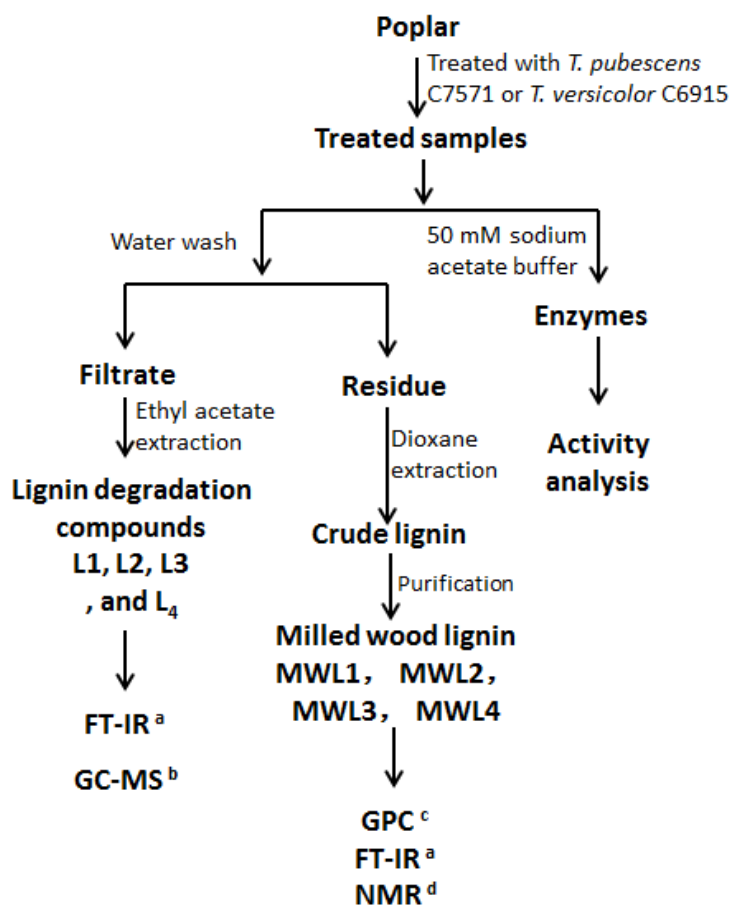 Poplar
Treated with T. pubescens
C7571 or T. versicolor C6915
Treated samples
Water wash
50 mM sodium
acetate buffer
Enzymes
Filtrate
Residue
Ethyl acetate
extraction
Dioxane
extraction
Activity
analysis
Lignin degradation
compounds
L1, L2, L3
, and L4
Crude lignin
Purification
Milled wood lignin
MWL1， MWL2，
MWL3， MWL4
FT-IR a
GC-MS b
GPC c
FT-IR a
NMR d